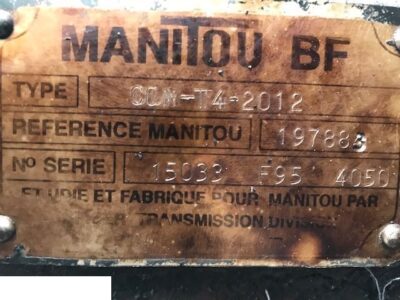 MANITOU BF
TYPE COM-T4-2012
REFERENCE MANITOU 197883
No SERIE 15033 F95 4050
ETUDIE ET FABRIQUE POUR MANITOU PAR
TRANSMISSION DIVISION